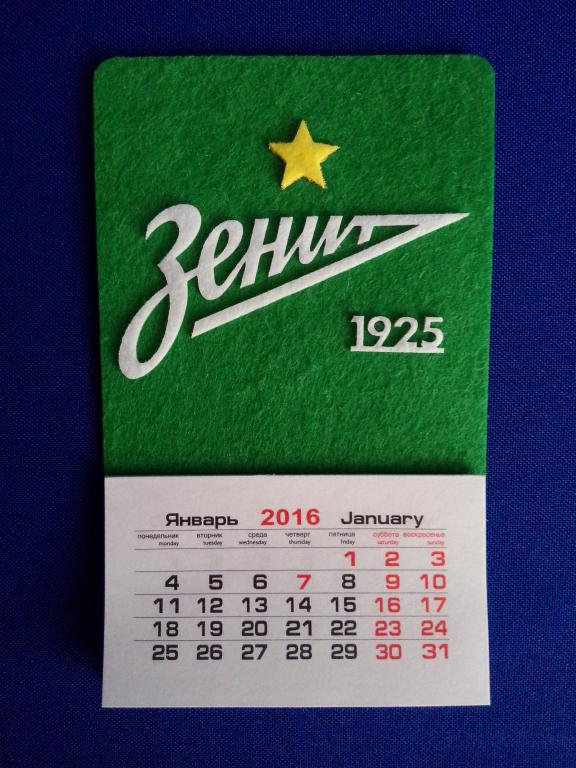 Зенит
1925
Январь 2016 January
понедельник вторник среда четверг пятница суббота воскресенье
monday tuesday wednesday thursday friday saturday sunday
1 2 3
4 5 6 7 8 9 10
11 12 13 14 15 16 17
18 19 20 21 22 23 24
25 26 27 28 29 30 31